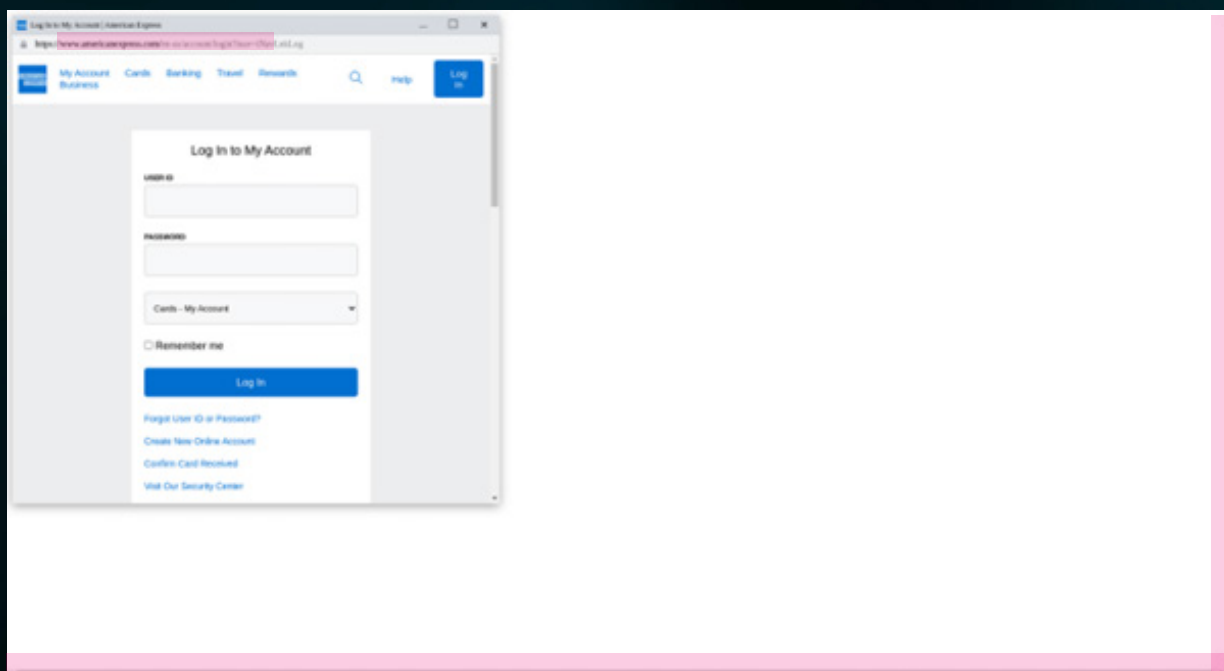 Log In to My Account | American Express
https://www.americanexpress.com/
My Account
Cards
Banking
Travel
Rewards
Help
Log In
Business
Log In to My Account
USER ID
PASSWORD
Cards - My Account
Remember me
Log In
Forgot User ID or Password?
Create New Online Account
Confirm Card Received
Visit Our Security Center